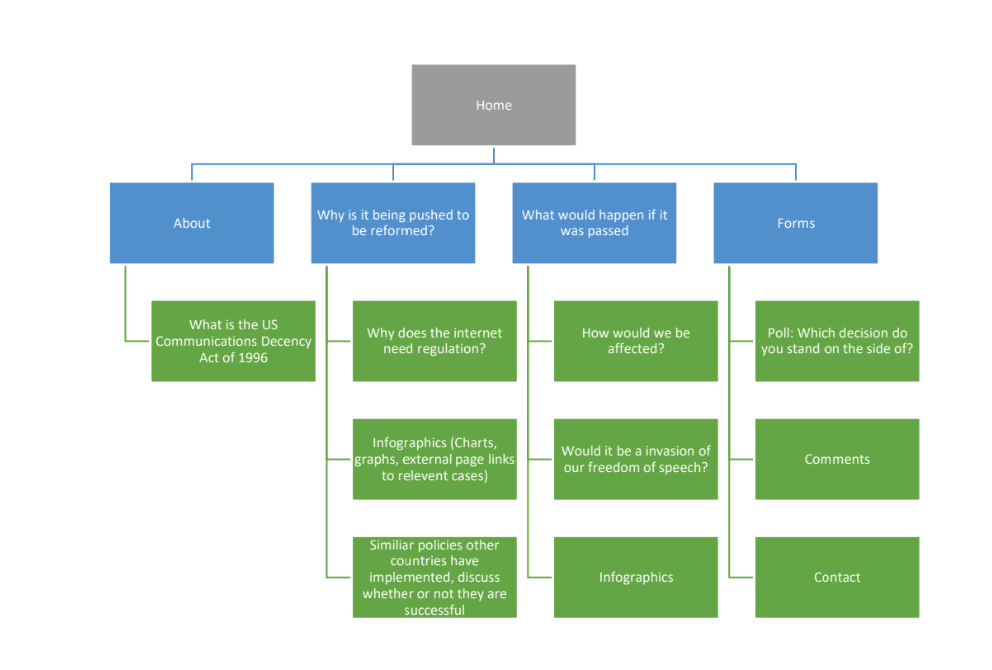 Home
About
Why is it being pushed to
be reformed?
What would happen if it
was passed
Forms
What is the US
Communications Decency
Act of 1996
Why does the internet
need regulation?
How would we be
affected?
Poll: Which decision do
you stand on the side of?
Infographics (Charts,
graphs, external page links
to relevent cases)
Would it be a invasion of
our freedom of speech?
Comments
Similiar policies other
countries have
implemented, discuss
whether or not they are
successful
Infographics
Contact